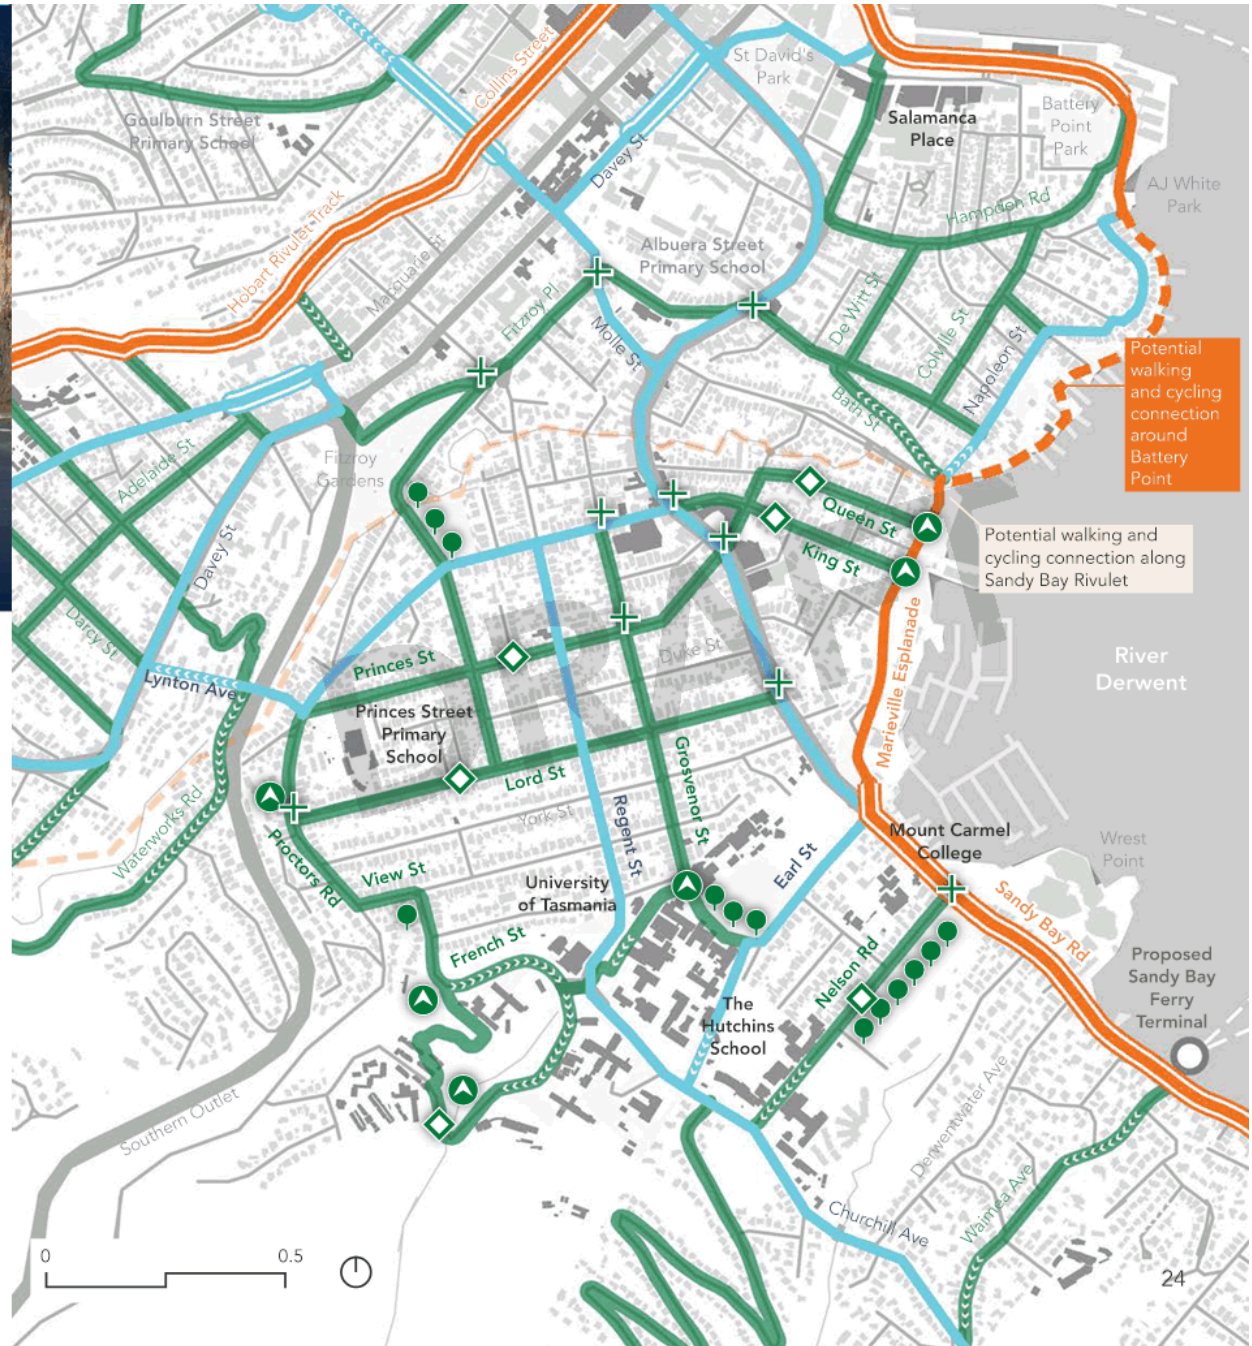 Collins Street
St David's
Park
Goulburn Street
Primary School
Salamanca
Place
Battery
Point
Park
Davey St
AJ White
Park
Hampden Rd
Hobart Rivulet Track
Albuera Street
Primary School
Marquarie St
Fitzroy Pl
Molle St
De Witt St
Colville St
Napoleon St
Potential
walking
and cycling
connection
around
Battery
Point
Bath St
Adelaide St
Fitzroy
Gardens
Queen St
King St
Potential walking and
cycling connection along
Sandy Bay Rivulet
Davey St
Darcy St
Lynton Ave
Princes St
Duke St
Marieville Esplanade
River
Derwent
Princes Street
Primary
School
Lord St
Grosvenor St
Regent St
York St
Waterworks Rd
Proctors Rd
View St
Mount Carmel
College
Wrest
Point
Earl St
University
of Tasmania
French St
Sandy Bay Rd
Nelson Rd
Proposed
Sandy Bay
Ferry
Terminal
The
Hutchins
School
Southern Outlet
Derwentwater Ave
Waimea Ave
Churchill Ave
0 0.5
24